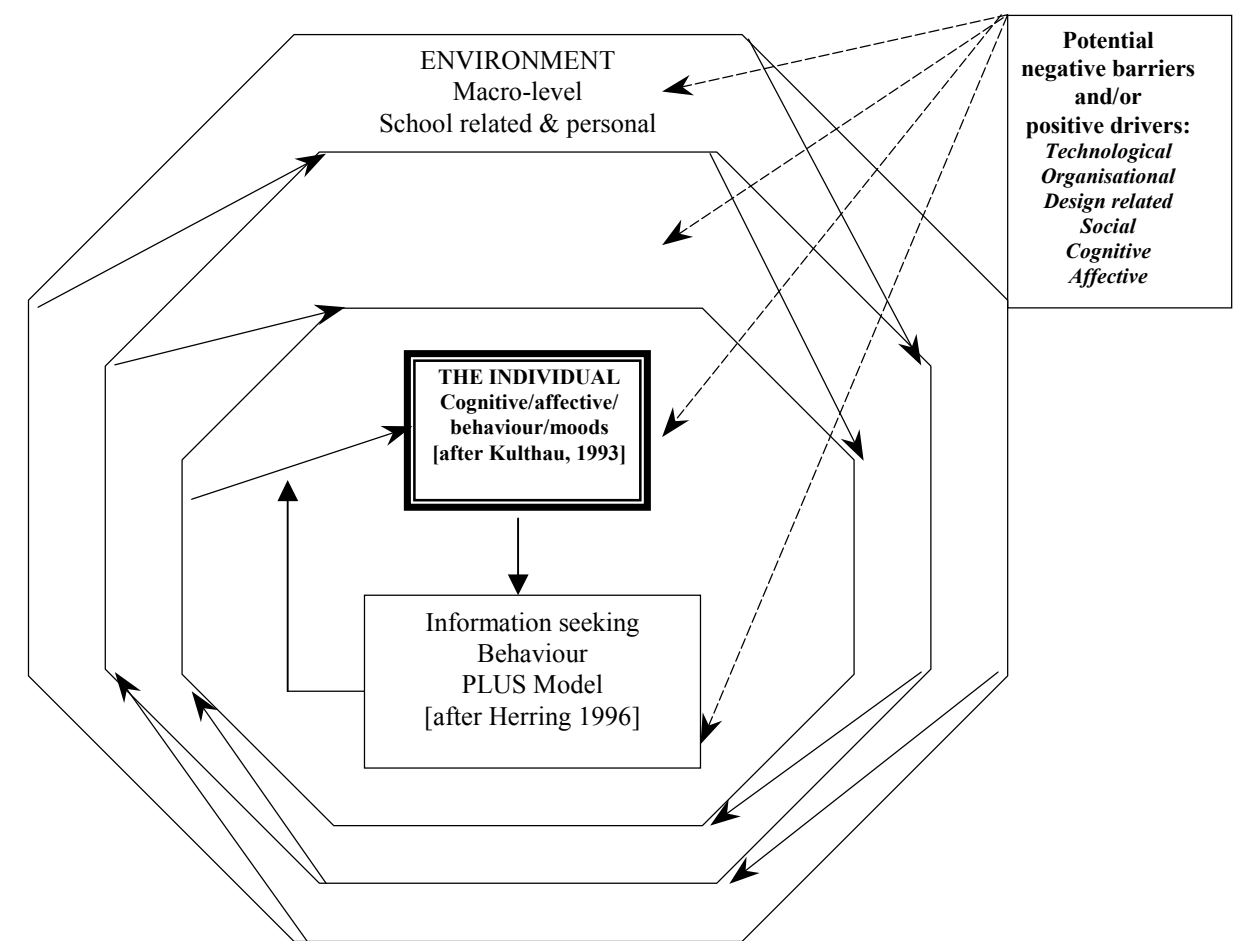 ENVIRONMENT
Macro-level
School related & personal
Potential
negative barriers
and/or
positive drivers:
Technological
Organisational
Design related
Social
Cognitive
Affective
THE INDIVIDUAL
Cognitive/affective/
behaviour/moods
[after Kulthau, 1993]
Information seeking
Behaviour
PLUS Model
[after Herring 1996]